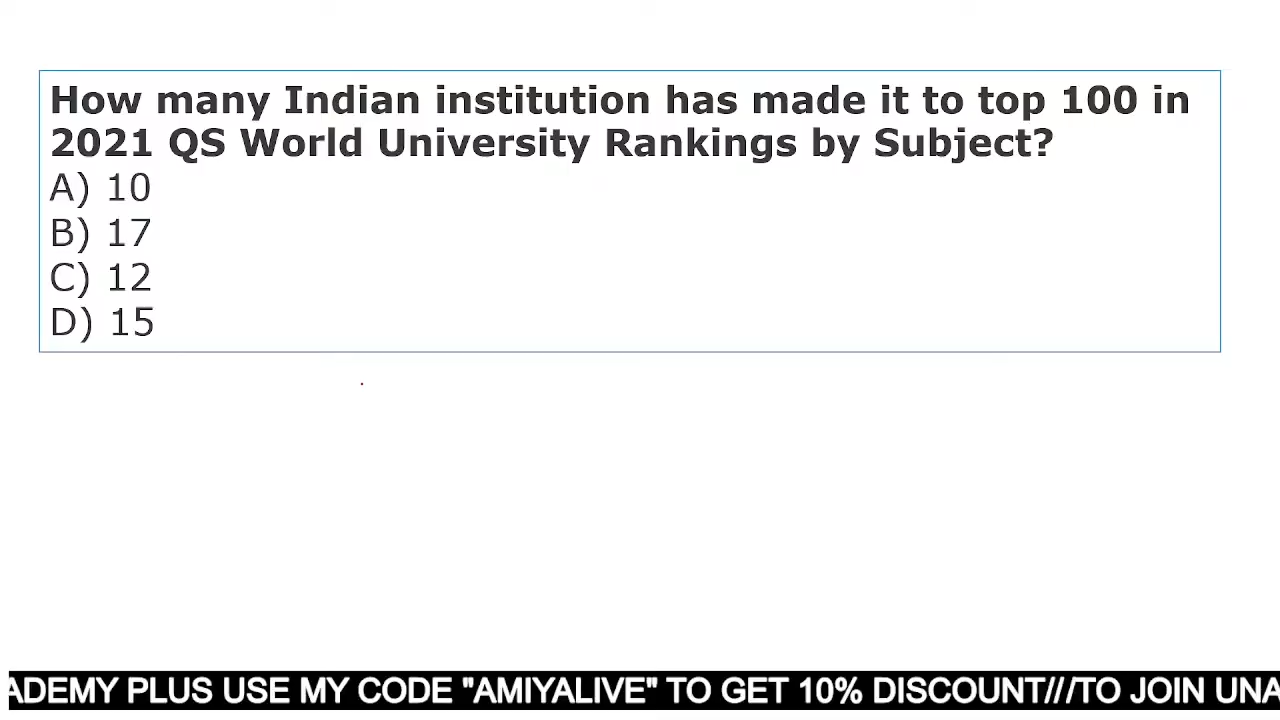 How many Indian institution has made it to top 100 in
2021 QS World University Rankings by Subject?
A) 10
B) 17
C) 12
D) 15
ADEMY PLUS USE MY CODE "AMIYALIVE" TO GET 10% DISCOUNT///TO JOIN UNA